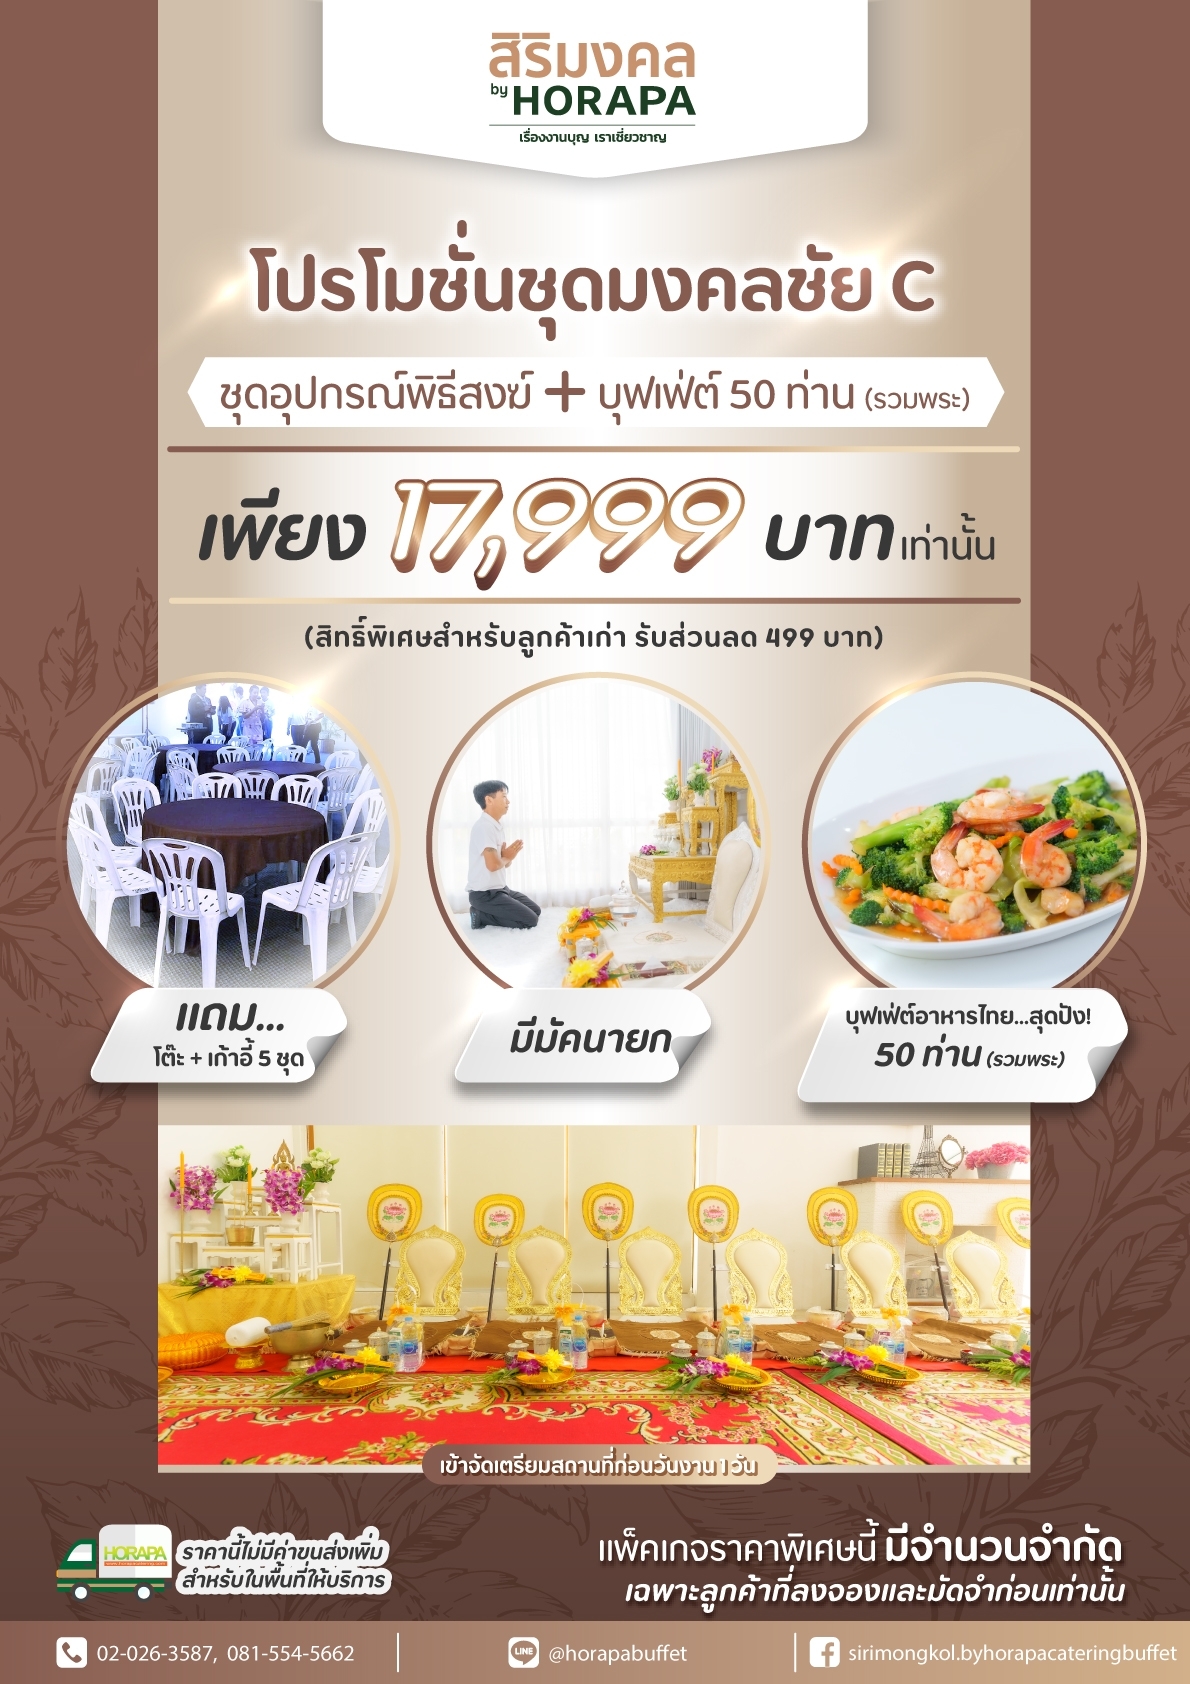 สิริมงคล
by HORAPA
เรื่องงานบุญ เราเชี่ยวชาญ
โปรโมชั่นชุดมงคลชัย C
ชุดอุปกรณ์พิธีสงฆ์ + บุฟเฟ่ต์ 50 ท่าน (รวมพระ)
เพียง 17,999 บาท เท่านั้น
(สิทธิ์พิเศษสำหรับลูกค้าเก่า รับส่วนลด 499 บาท)
แถม...
โต๊ะ + เก้าอี้ 5 ชุด
มีมัคนายก
บุฟเฟ่ต์อาหารไทย...สุดปัง!
50 ท่าน (รวมพระ)
เข้าจัดเตรียมสถานที่ก่อนวันงาน 1 วัน
HORAPA
ราคานี้ไม่มีค่าขนส่งเพิ่ม
สำหรับในพื้นที่ให้บริการ
แพ็คเกจราคาพิเศษนี้ มีจำนวนจำกัด
เฉพาะลูกค้าที่ลงจองและมัดจำก่อนเท่านั้น
02-026-3587, 081-554-5662
LINE @horapabuffet
sirimongkol.byhorapacateringbuffet